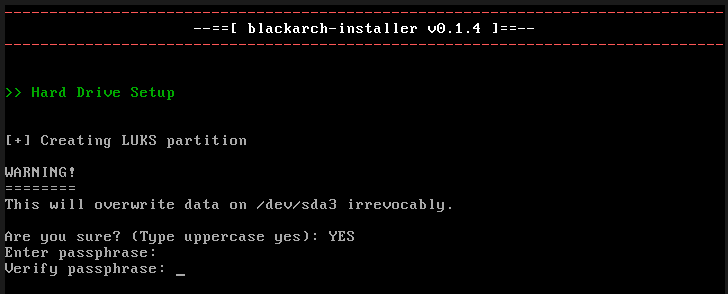 --==[ blackarch-installer v0.1.4 ]==--
>> Hard Drive Setup
[+] Creating LUKS partition
WARNING!
========
This will overwrite data on /dev/sda3 irrevocably.
Are you sure? (Type uppercase yes): YES
Enter passphrase:
Verify passphrase: _